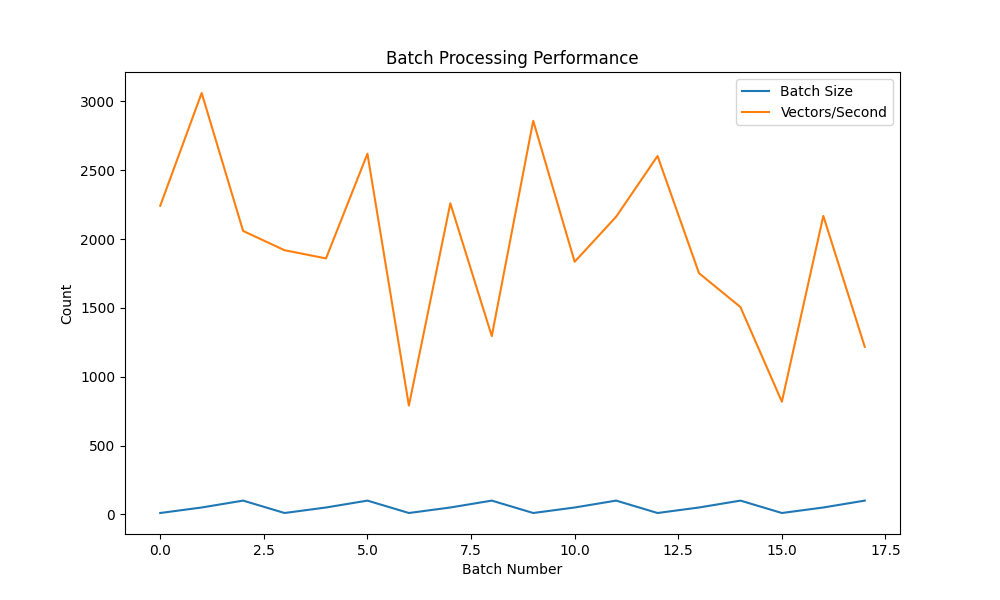 Batch Processing Performance
Batch Size
Vectors/Second
3000
2500
2000
1500
1000
500
0
Count
0.0 2.5 5.0 7.5 10.0 12.5 15.0 17.5
Batch Number